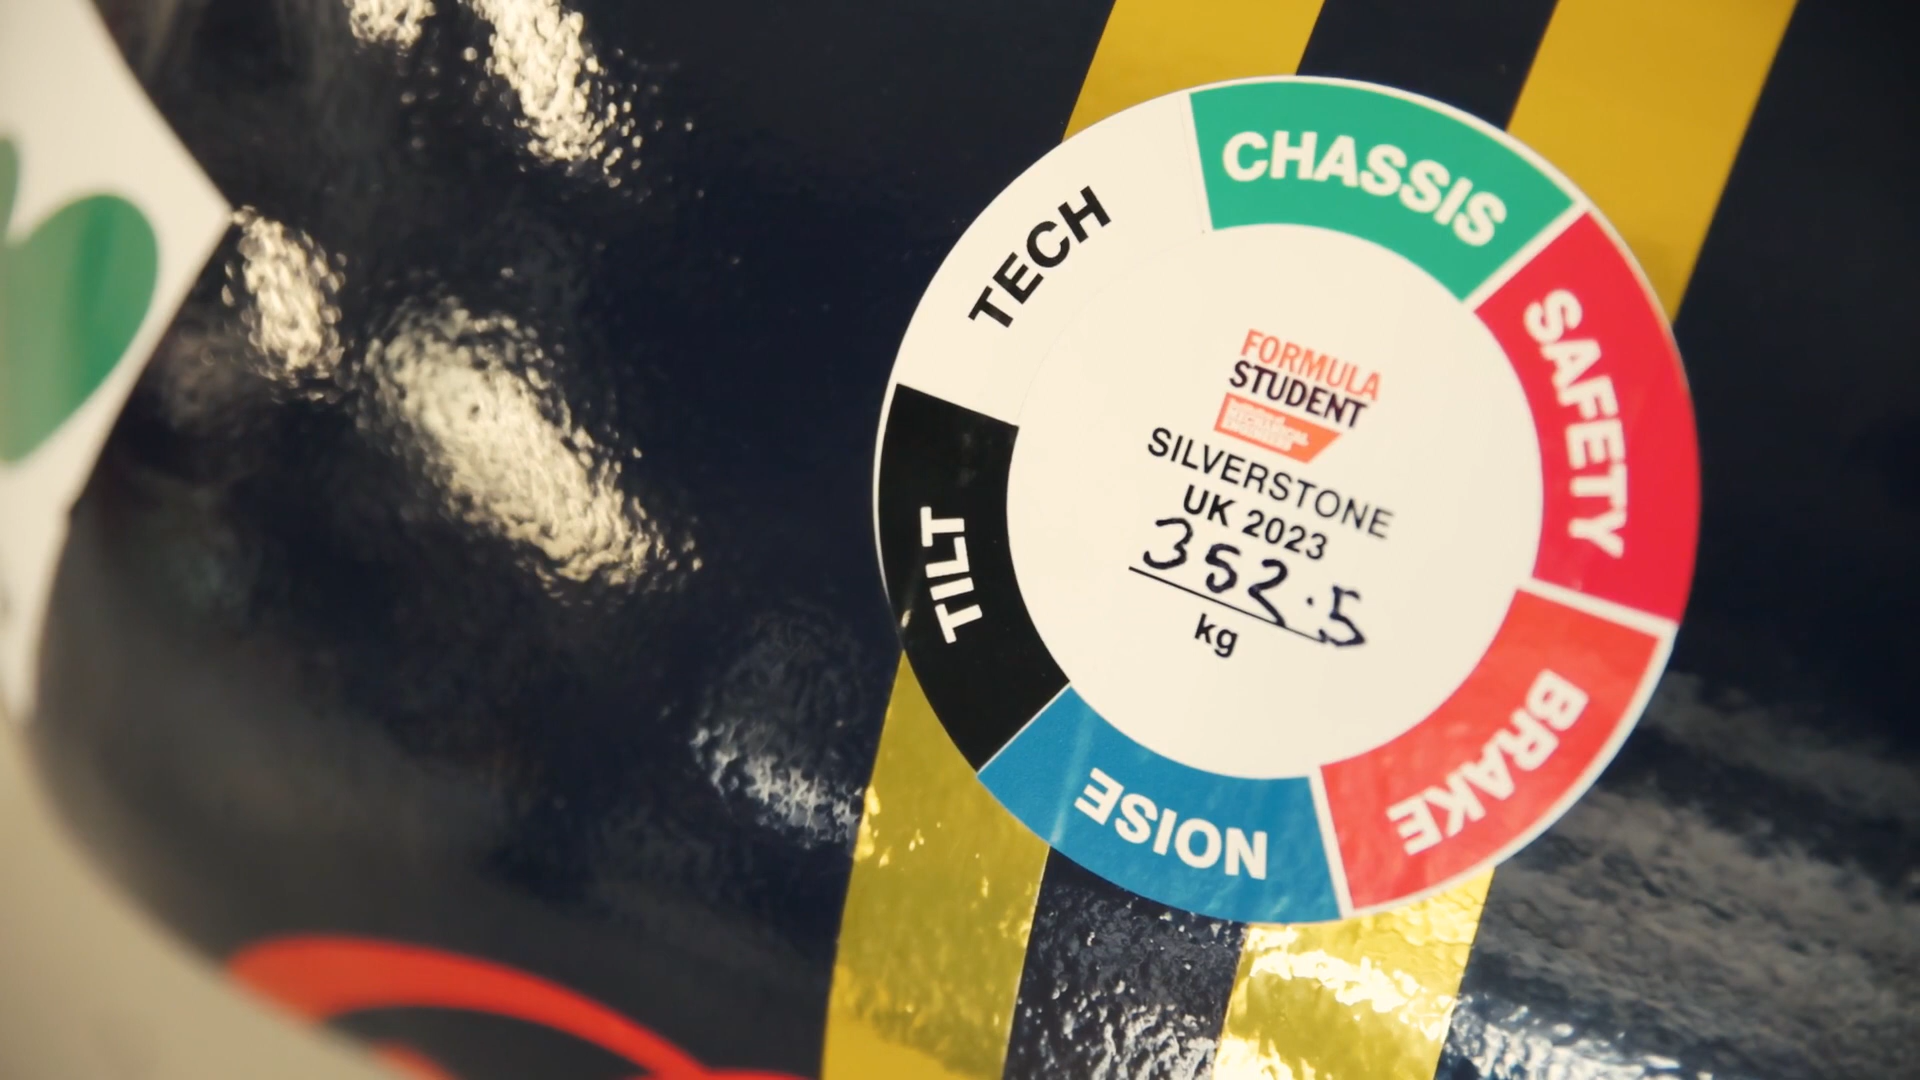 TECH
CHASSIS
SAFETY
BRAKE
NOISE
TILT
FORMULA
STUDENT
SILVERSTONE
UK 2023
352.5
kg